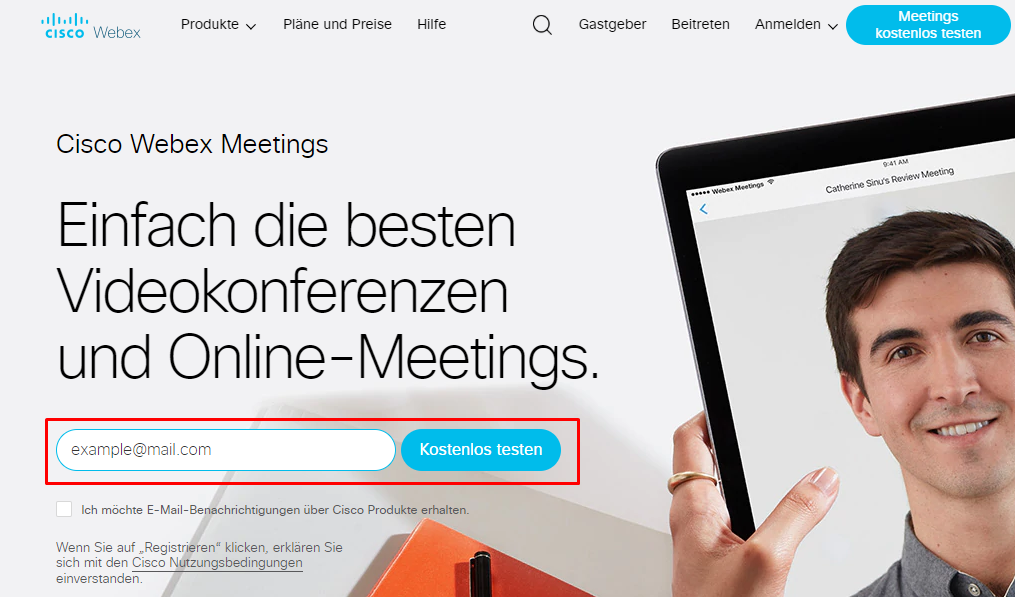 CISCO Webex
Produkte
Pläne und Preise
Hilfe
Gastgeber
Beitreten
Anmelden
Meetings
kostenlos testen
Cisco Webex Meetings
Einfach die besten
Videokonferenzen
und Online-Meetings.
example@mail.com
Kostenlos testen
Ich möchte E-Mail-Benachrichtigungen über Cisco Produkte erhalten.
Wenn Sie auf „Registrieren“ klicken, erklären Sie
sich mit den Cisco Nutzungsbedingungen
einverstanden.
Webex Meetings
9:41 AM
Catherine Sinu's Review Meeting